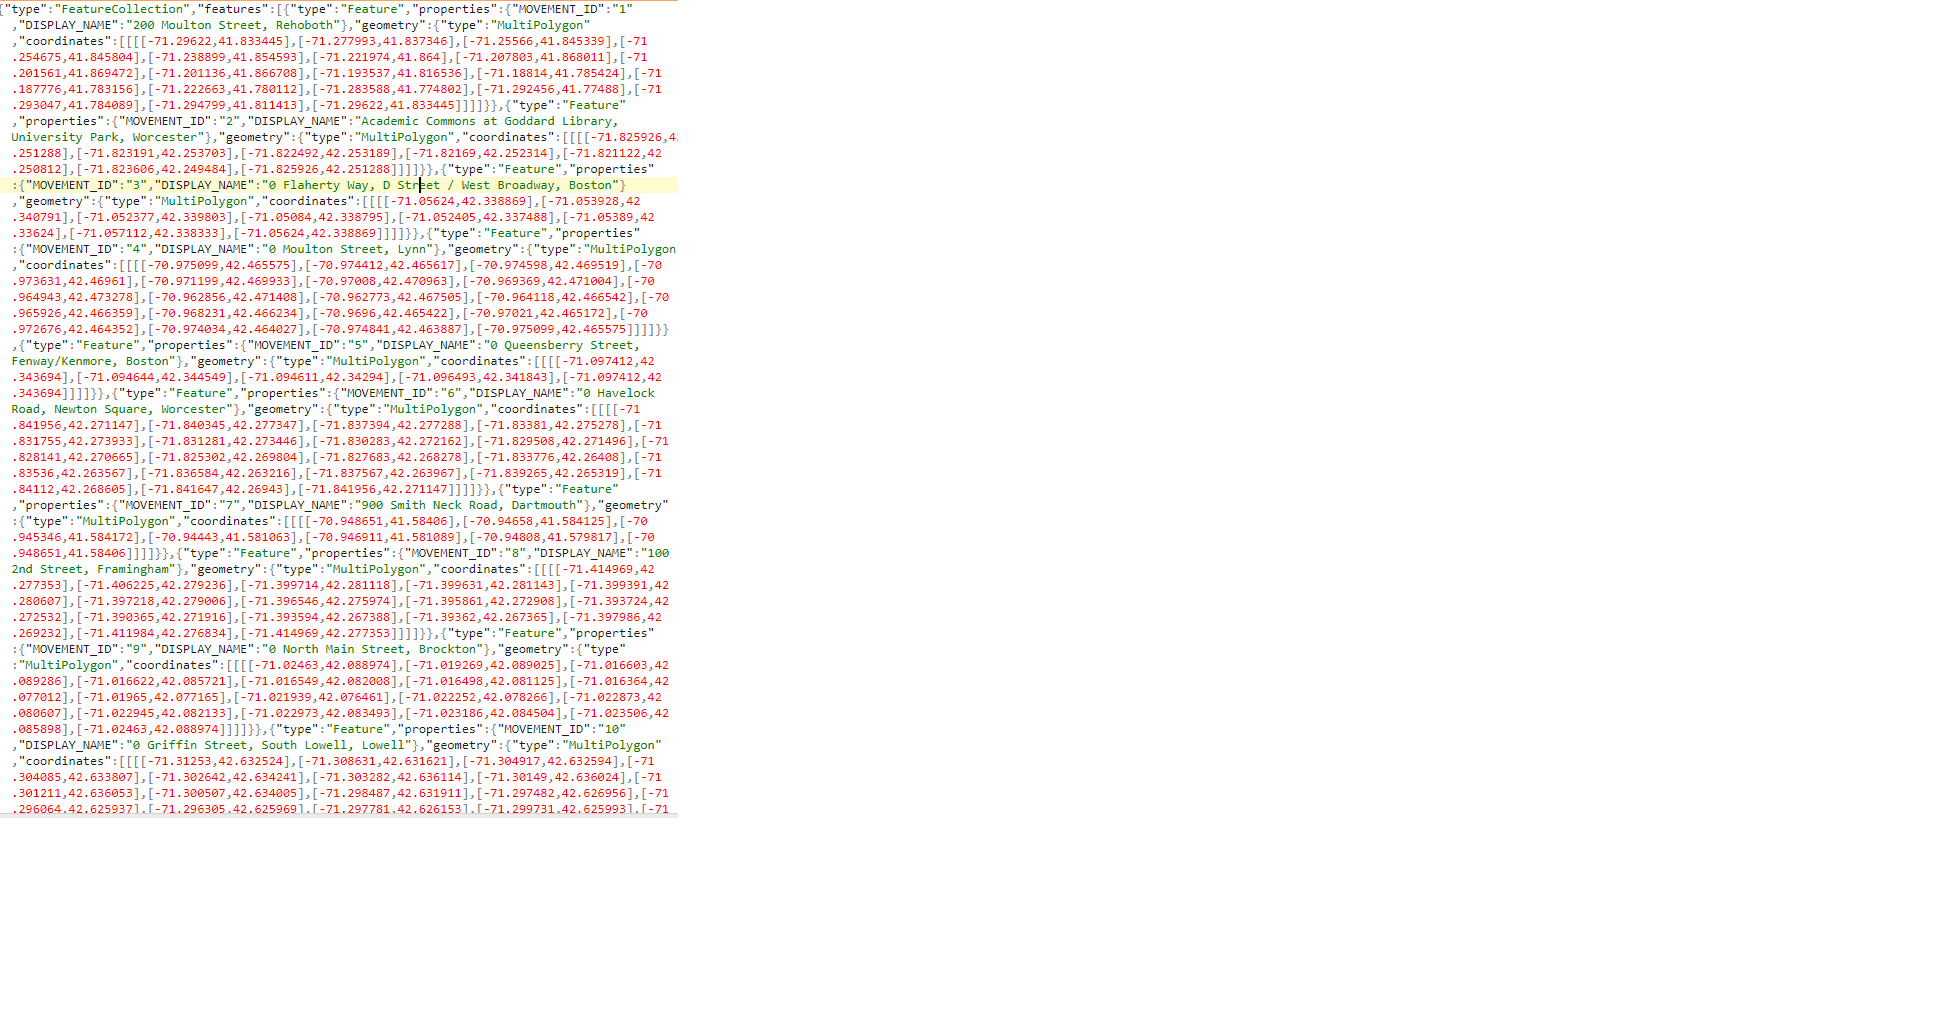 {"type":"FeatureCollection","features":[{"type":"Feature","properties":{"MOVEMENT_ID":"1"
,"DISPLAY_NAME":"200 Moulton Street, Rehoboth"},"geometry":{"type":"MultiPolygon"
,"coordinates":[[[[-71.29622,41.833445],[-71.277993,41.837346],[-71.25566,41.845339],[-71
.254675,41.845804],[-71.238899,41.854593],[-71.221974,41.864],[-71.207803,41.868011],[-71
.201561,41.869472],[-71.201136,41.866708],[-71.193537,41.816536],[-71.18814,41.785424],[-71
.187776,41.783156],[-71.222663,41.780112],[-71.283588,41.774802],[-71.292456,41.77488],[-71
.293047,41.784089],[-71.294799,41.811413],[-71.29622,41.833445]]]]}},{"type":"Feature"
,"properties":{"MOVEMENT_ID":"2","DISPLAY_NAME":"Academic Commons at Goddard Library,
University Park, Worcester"},"geometry":{"type":"MultiPolygon","coordinates":[[[[-71.825926,42
.251288],[-71.823191,42.253703],[-71.822492,42.253189],[-71.82169,42.252314],[-71.821122,42
.250812],[-71.823606,42.249484],[-71.825926,42.251288]]]]}},{"type":"Feature","properties"
:{"MOVEMENT_ID":"3","DISPLAY_NAME":"0 Flaherty Way, D Street / West Broadway, Boston"}
,"geometry":{"type":"MultiPolygon","coordinates":[[[[-71.05624,42.338869],[-71.053928,42
.340791],[-71.052377,42.339803],[-71.05084,42.338795],[-71.052405,42.337488],[-71.05389,42
.33624],[-71.057112,42.338333],[-71.05624,42.338869]]]]}},{"type":"Feature","properties"
:{"MOVEMENT_ID":"4","DISPLAY_NAME":"0 Moulton Street, Lynn"},"geometry":{"type":"MultiPolygon
,"coordinates":[[[[-70.975099,42.465575],[-70.974412,42.465617],[-70.974598,42.469519],[-70
.973631,42.46961],[-70.971199,42.469933],[-70.97008,42.470963],[-70.969369,42.471004],[-70
.964943,42.473278],[-70.962856,42.471408],[-70.962773,42.467505],[-70.964118,42.466542],[-70
.965926,42.466359],[-70.968231,42.466234],[-70.9696,42.465422],[-70.97021,42.465172],[-70
.972676,42.464352],[-70.974034,42.464027],[-70.974841,42.463887],[-70.975099,42.465575]]]]}}
,{"type":"Feature","properties":{"MOVEMENT_ID":"5","DISPLAY_NAME":"0 Queensberry Street,
Fenway/Kenmore, Boston"},"geometry":{"type":"MultiPolygon","coordinates":[[[[-71.097412,42
.343694],[-71.094644,42.344549],[-71.094611,42.34294],[-71.096493,42.341843],[-71.097412,42
.343694]]]]}},{"type":"Feature","properties":{"MOVEMENT_ID":"6","DISPLAY_NAME":"0 Havelock
Road, Newton Square, Worcester"},"geometry":{"type":"MultiPolygon","coordinates":[[[[-71
.841956,42.271147],[-71.840345,42.277347],[-71.837394,42.277288],[-71.83381,42.275278],[-71
.831755,42.273933],[-71.831281,42.273446],[-71.830283,42.272162],[-71.829508,42.271496],[-71
.828141,42.270665],[-71.825302,42.269804],[-71.827683,42.268278],[-71.833776,42.26408],[-71
.83536,42.263567],[-71.836584,42.263216],[-71.837567,42.263967],[-71.839265,42.265319],[-71
.84112,42.268605],[-71.841647,42.26943],[-71.841956,42.271147]]]]}},{"type":"Feature"
,"properties":{"MOVEMENT_ID":"7","DISPLAY_NAME":"900 Smith Neck Road, Dartmouth"},"geometry"
:{"type":"MultiPolygon","coordinates":[[[[-70.948651,41.58406],[-70.94658,41.584125],[-70
.945346,41.584172],[-70.94443,41.581063],[-70.946911,41.581089],[-70.94808,41.579817],[-70
.948651,41.58406]]]]}},{"type":"Feature","properties":{"MOVEMENT_ID":"8","DISPLAY_NAME":"100
2nd Street, Framingham"},"geometry":{"type":"MultiPolygon","coordinates":[[[[-71.414969,42
.277353],[-71.406225,42.279236],[-71.399714,42.281118],[-71.399631,42.281143],[-71.399391,42
.280607],[-71.397218,42.279006],[-71.396546,42.275974],[-71.395861,42.272908],[-71.393724,42
.272532],[-71.390365,42.271916],[-71.393594,42.267388],[-71.39362,42.267365],[-71.397986,42
.269232],[-71.411984,42.276834],[-71.414969,42.277353]]]]}},{"type":"Feature","properties"
:{"MOVEMENT_ID":"9","DISPLAY_NAME":"0 North Main Street, Brockton"},"geometry":{"type"
:"MultiPolygon","coordinates":[[[[-71.02463,42.088974],[-71.019269,42.089025],[-71.016603,42
.089286],[-71.016622,42.085721],[-71.016549,42.082008],[-71.016498,42.081125],[-71.016364,42
.077012],[-71.01965,42.077165],[-71.021939,42.076461],[-71.022252,42.078266],[-71.022873,42
.080607],[-71.022945,42.082133],[-71.022973,42.083493],[-71.023186,42.084504],[-71.023506,42
.085898],[-71.02463,42.088974]]]]}},{"type":"Feature","properties":{"MOVEMENT_ID":"10"
,"DISPLAY_NAME":"0 Griffin Street, South Lowell, Lowell"},"geometry":{"type":"MultiPolygon"
,"coordinates":[[[[-71.31253,42.632524],[-71.308631,42.631621],[-71.304917,42.632594],[-71
.304085,42.633807],[-71.302642,42.634241],[-71.303282,42.636114],[-71.30149,42.636024],[-71
.301211,42.636053],[-71.300507,42.634005],[-71.298487,42.631911],[-71.297482,42.626956],[-71
.296064,42.625937],[-71.296305,42.625969],[-71.297781,42.626153],[-71.299731,42.625993],[-71